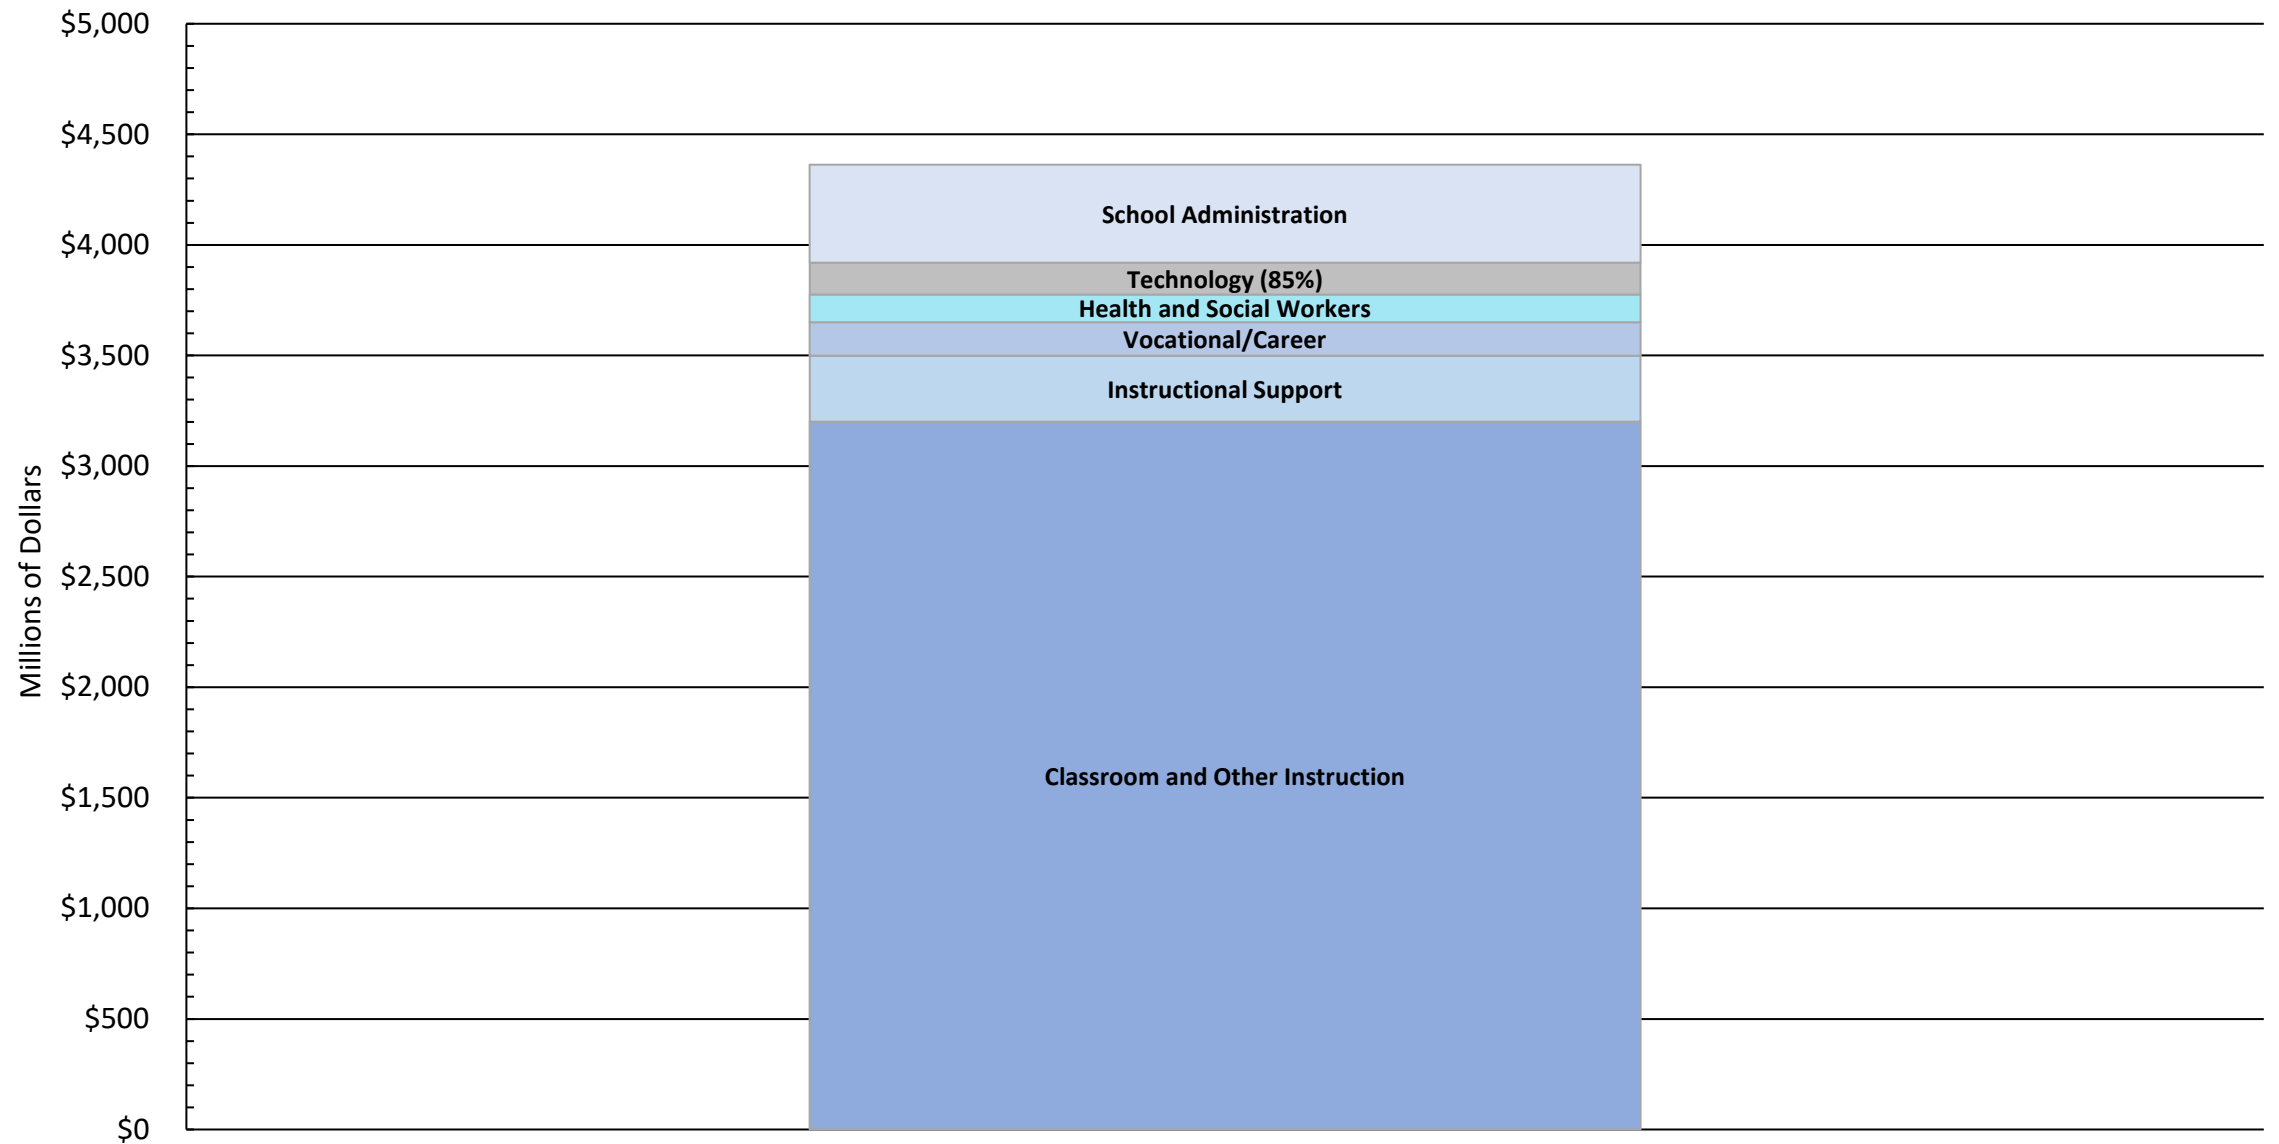 $5,000
$4,500
$4,000
$3,500
$3,000
$2,500
$2,000
$1,500
$1,000
$500
$0
Millions of Dollars
School Administration
Technology (85%)
Health and Social Workers
Vocational/Career
Instructional Support
Classroom and Other Instruction